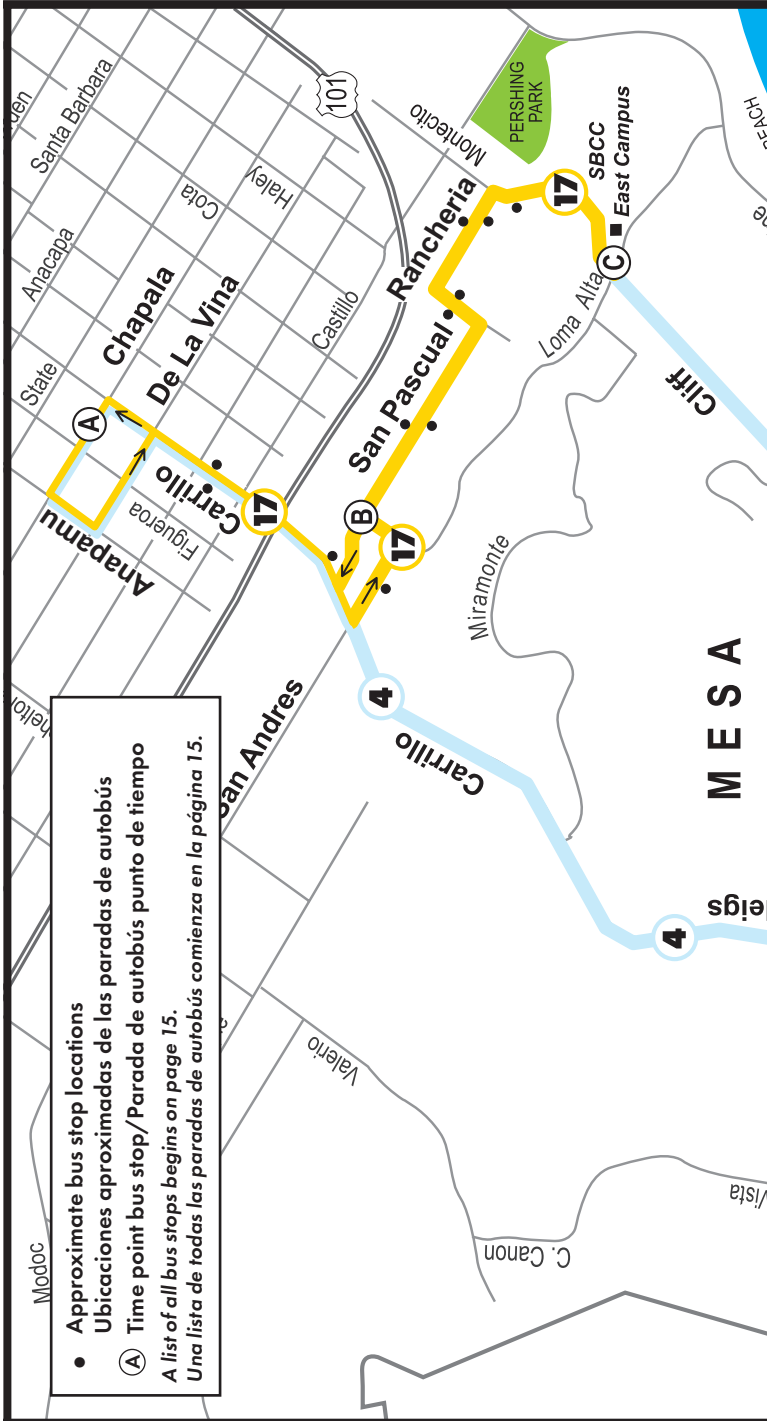 Modoc
• Approximate bus stop locations
Ubicaciones aproximadas de las paradas de autobús
Ⓐ Time point bus stop/Parada de autobús punto de tiempo
A list of all bus stops begins on page 15.
Una lista de todas las paradas de autobús comienza en la página 15.
Santa Barbara
Anacapa
State
Cota
Haley
Chapala
De La Vina
Castillo
101
Montecito
PERSHING
PARK
A
Anapamu
Figueroa
Carrillo
17
San Andres
San Pascual
Rancheria
B
17
17
SBCC
East Campus
C
Loma Alta
Cliff
Miramonte
4
Carrillo
MESA
4
Valerio
C. Canon
Vista